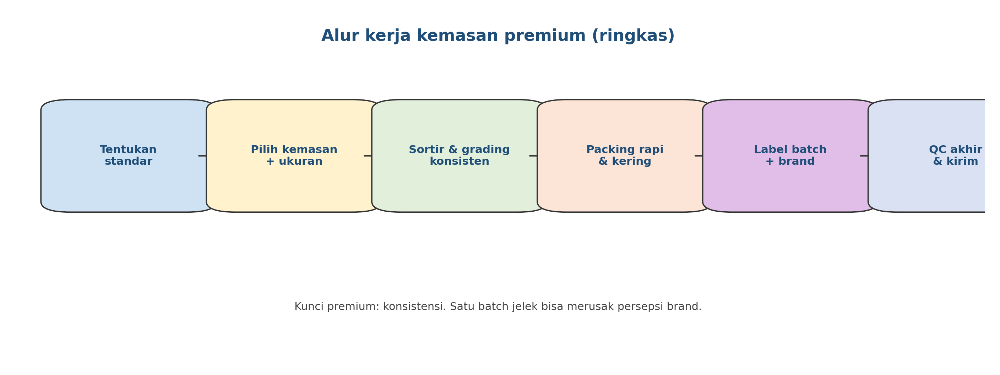 Alur kerja kemasan premium (ringkas)
Tentukan
standar
Pilih kemasan
+ ukuran
Sortir & grading
konsisten
Packing rapi
& kering
Label batch
+ brand
QC akhir
& kirim
Kunci premium: konsistensi. Satu batch jelek bisa merusak persepsi brand.